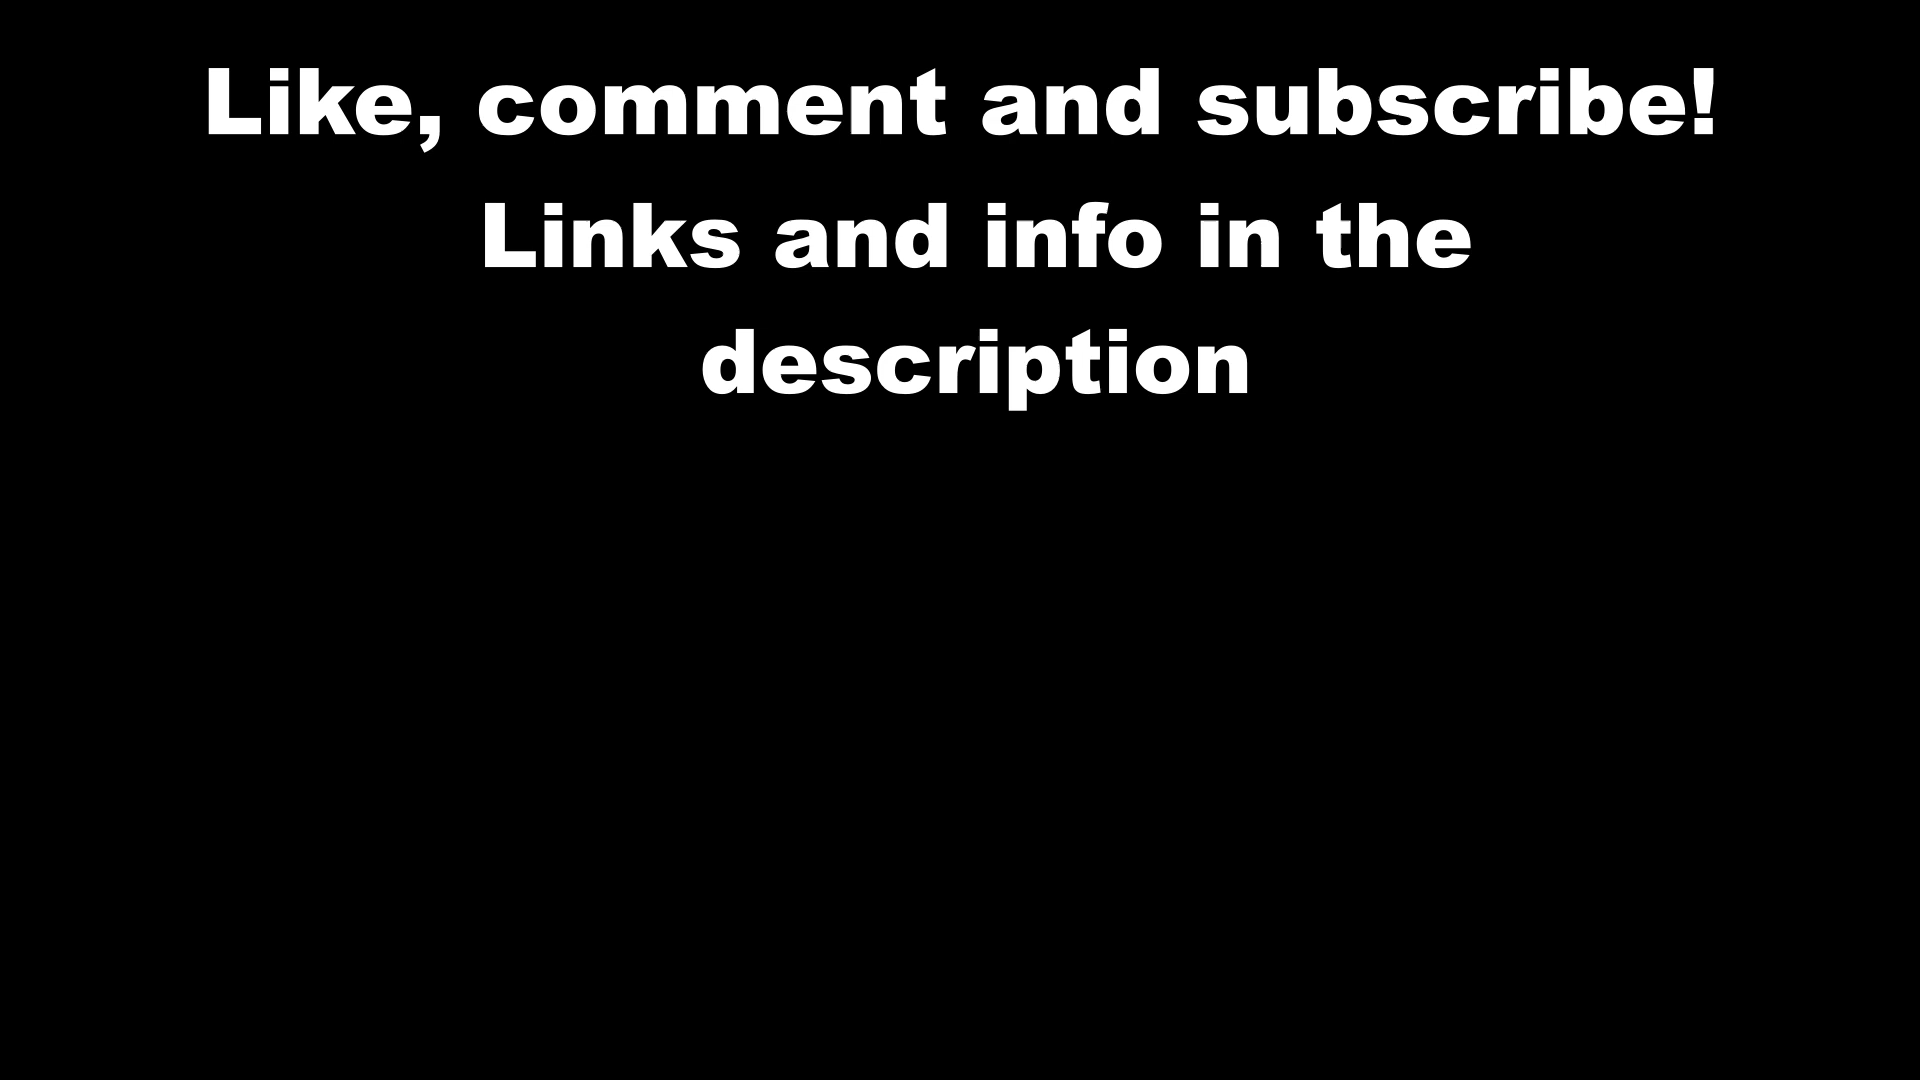 Like, comment and subscribe!
Links and info in the
description